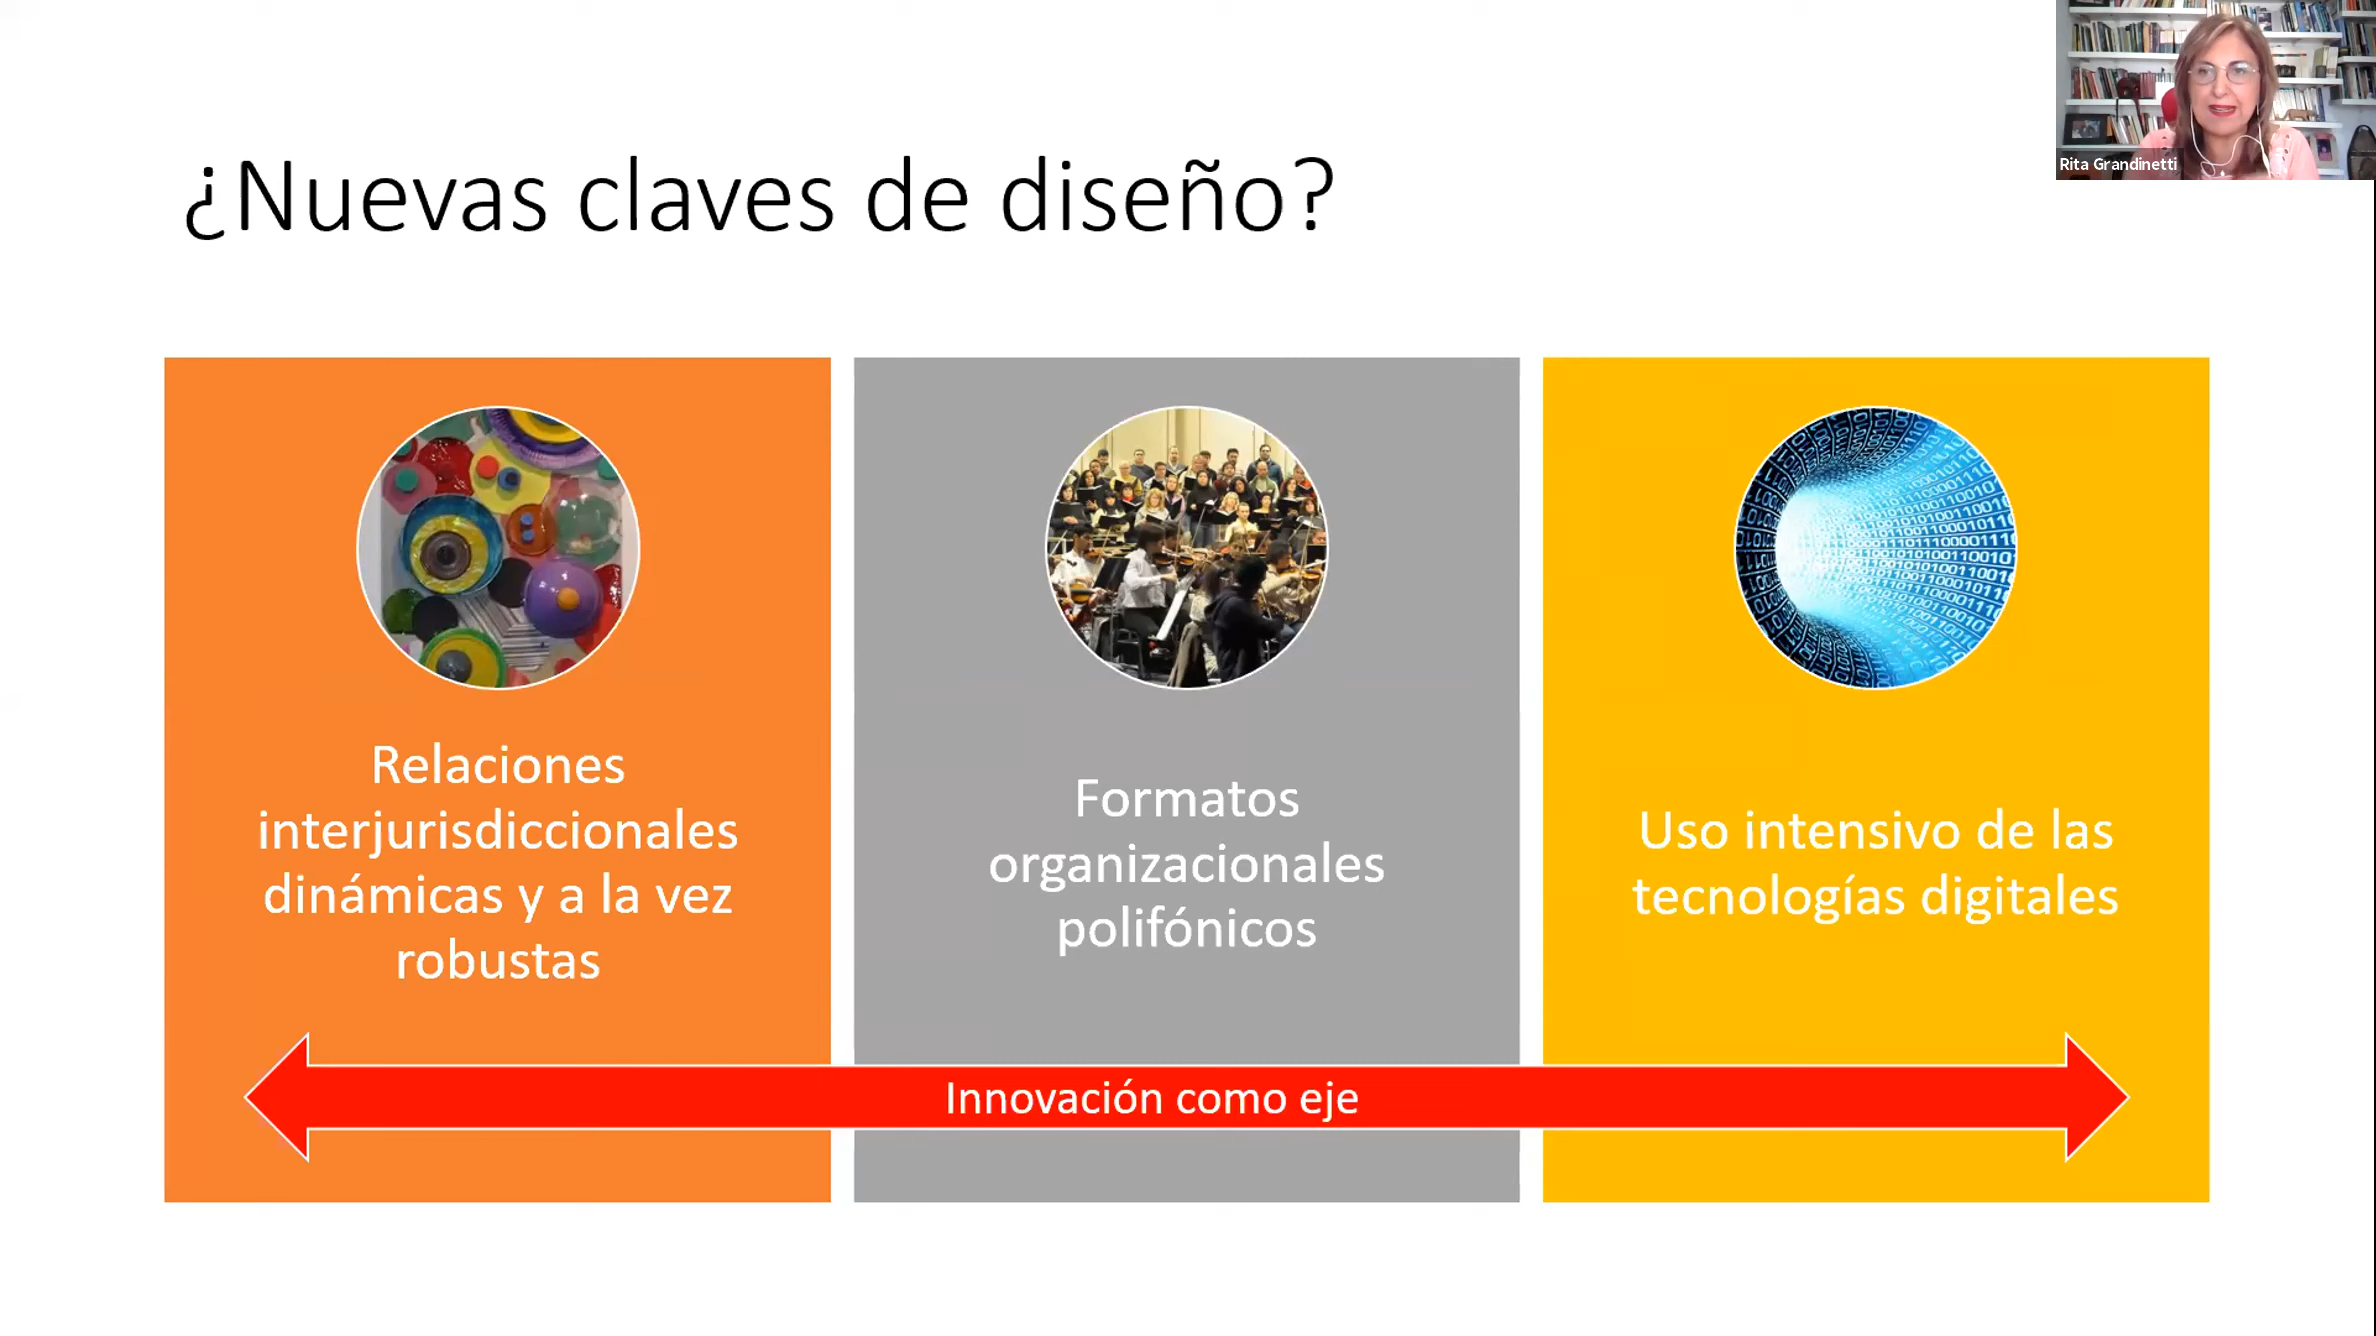 ¿Nuevas claves de diseño?
Rita Grandinetti
Relaciones
interjurisdiccionales
dinámicas y a la vez
robustas
Formatos
organizacionales
polifónicos
Uso intensivo de las
tecnologías digitales
Innovación como eje